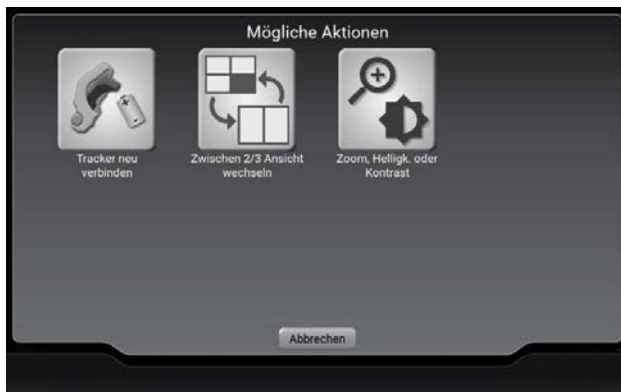 Mögliche Aktionen
Tracker neu
verbinden
Zwischen 2/3 Ansicht
wechseln
Zoom, Helligk. oder
Kontrast
Abbrechen